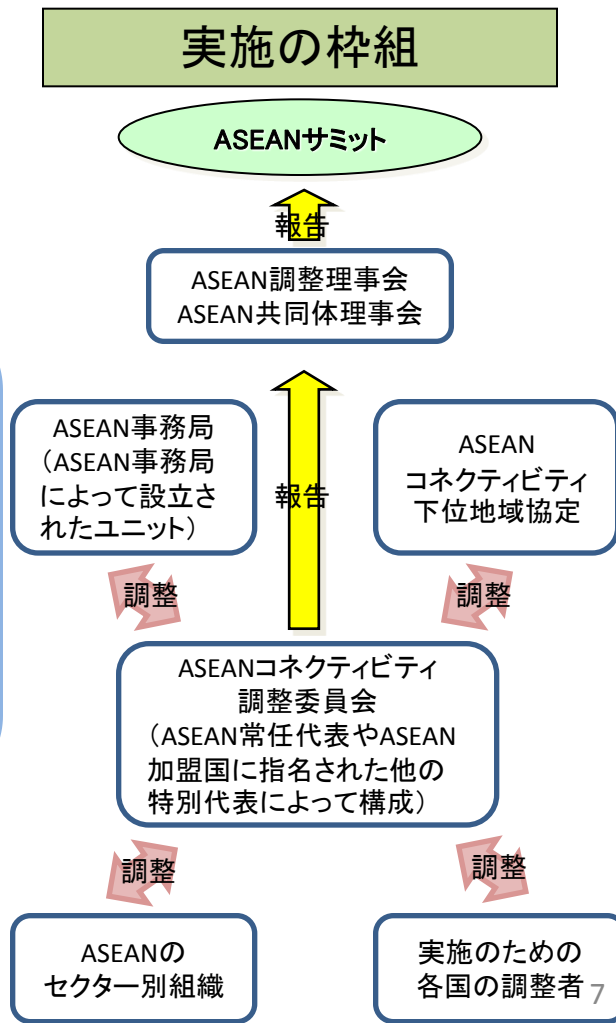 実施の枠組
ASEANサミット
報告
ASEAN調整理事会
ASEAN共同体理事会
ASEAN事務局
(ASEAN事務局
によって設立さ
れたユニット)
報告
ASEAN
コネクティビティ
下位地域協定
調整
調整
ASEANコネクティビティ
調整委員会
(ASEAN常任代表やASEAN
加盟国に指名された他の
特別代表によって構成)
調整
調整
ASEANの
セクター別組織
実施のための
各国の調整者
7